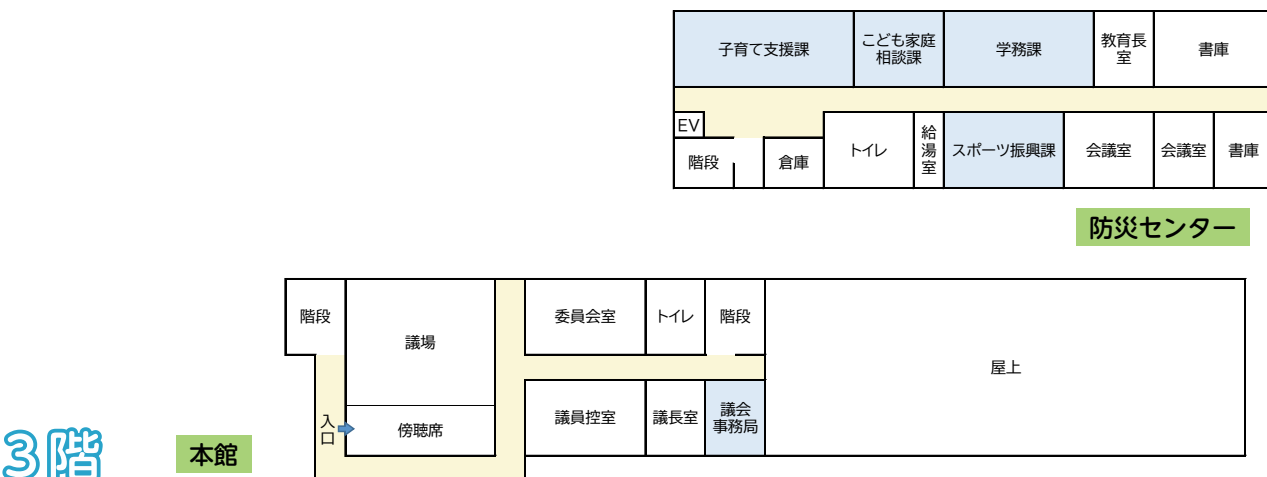 子育て支援課
こども家庭
相談課
学務課
教育長
室
書庫
EV
階段
倉庫
トイレ
給湯室
スポーツ振興課
会議室
会議室
書庫
防災センター
階段
議場
委員会室
トイレ
階段
屋上
入口
傍聴席
議員控室
議長室
議会
事務局
3階
本館